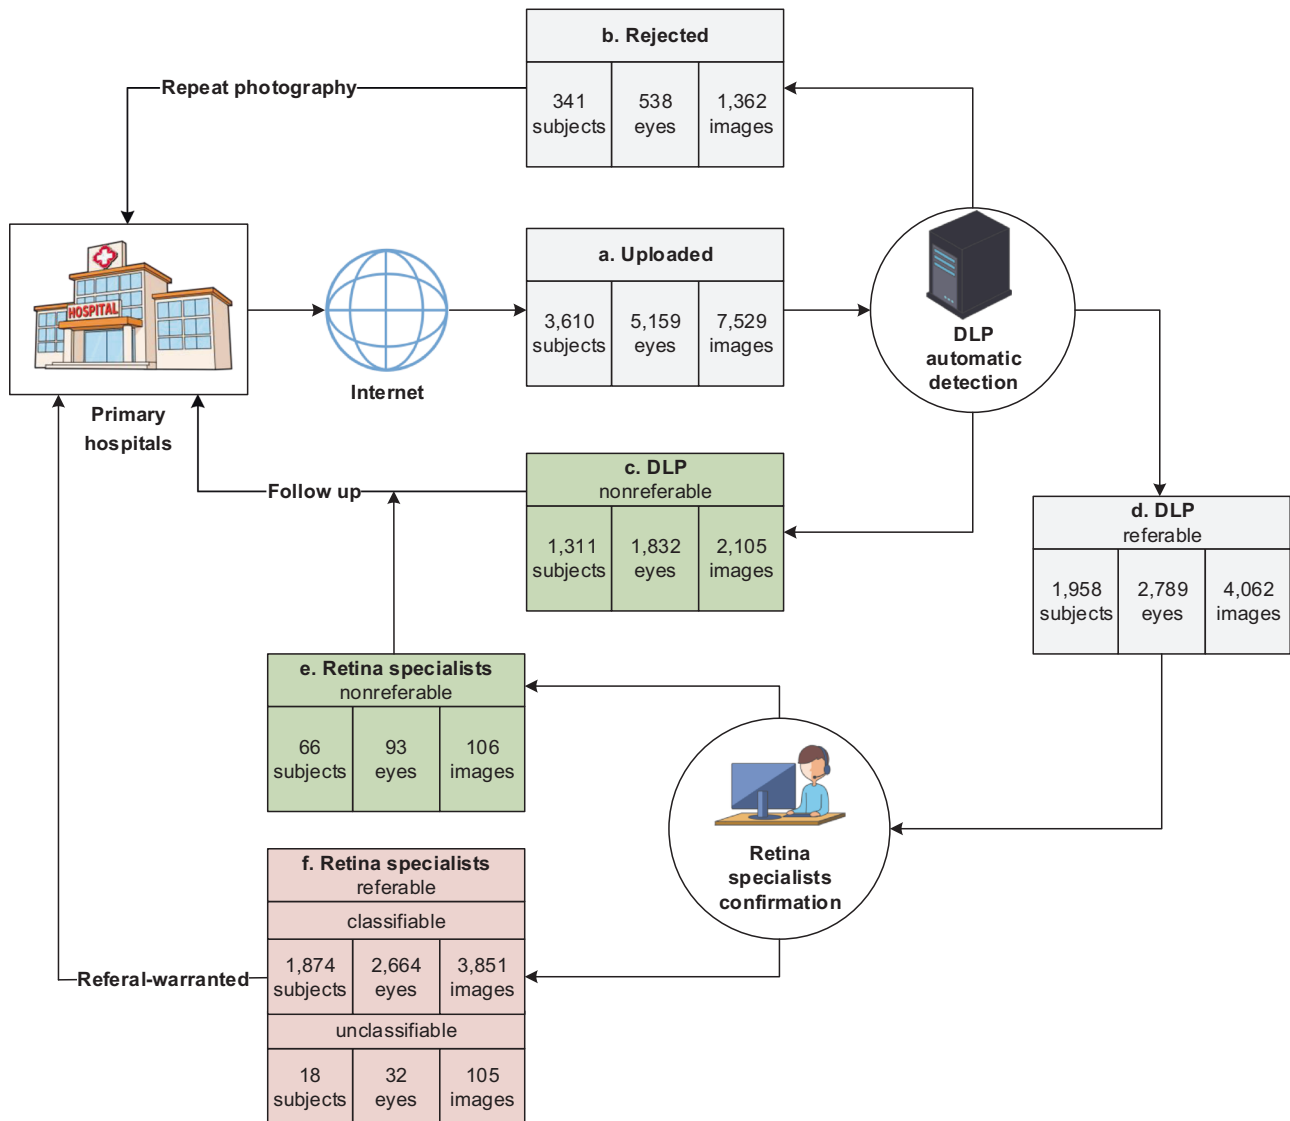 b. Rejected
341 subjects
538 eyes
1,362 images
Repeat photography
HOSPITAL
Primary
hospitals
Internet
a. Uploaded
3,610 subjects
5,159 eyes
7,529 images
DLP
automatic
detection
Follow up
c. DLP
nonreferable
1,311 subjects
1,832 eyes
2,105 images
d. DLP
referable
1,958 subjects
2,789 eyes
4,062 images
e. Retina specialists
nonreferable
66 subjects
93 eyes
106 images
Retina
specialists
confirmation
f. Retina specialists
referable
classifiable
1,874 subjects
2,664 eyes
3,851 images
Referal-warranted
unclassifiable
18 subjects
32 eyes
105 images